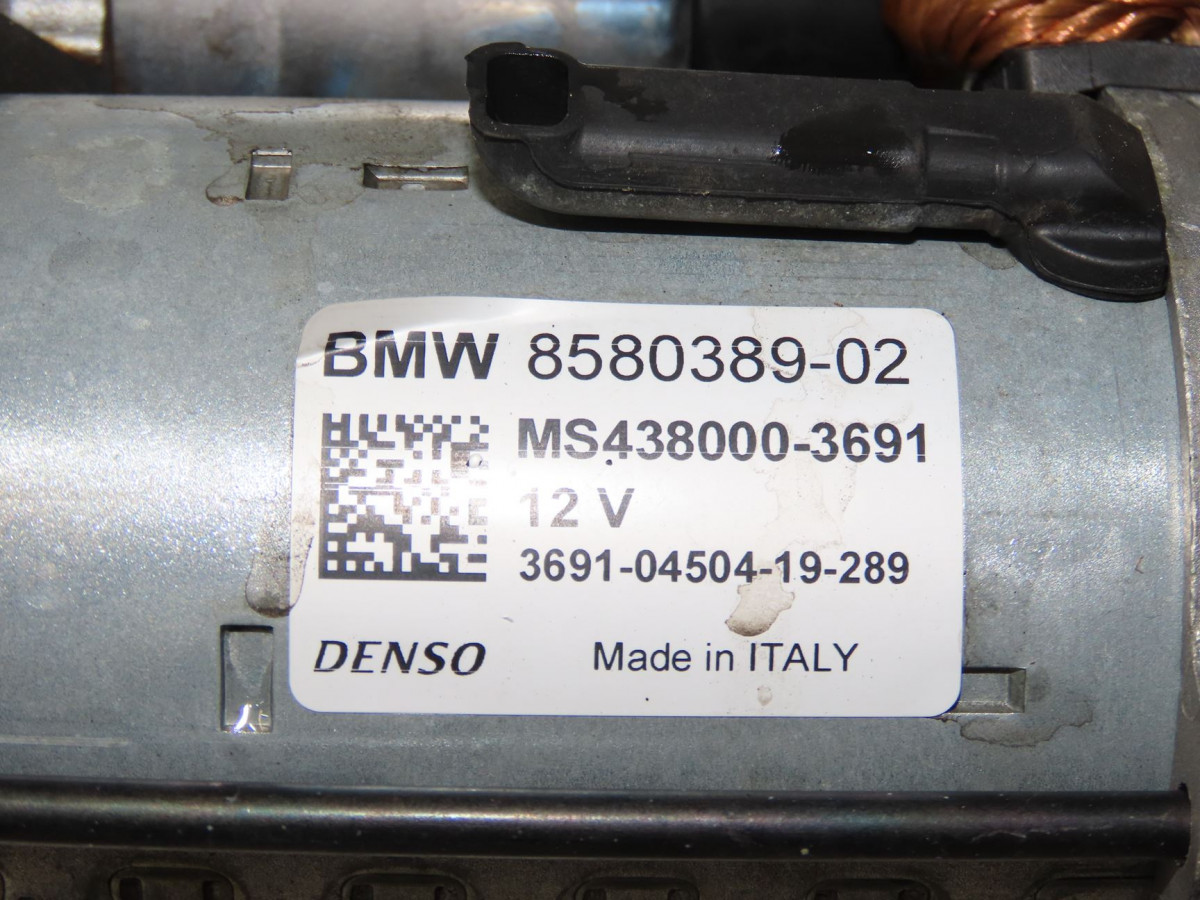 BMW 8580389-02
MS438000-3691
12 V
3691-04504-19-289
DENSO Made in ITALY